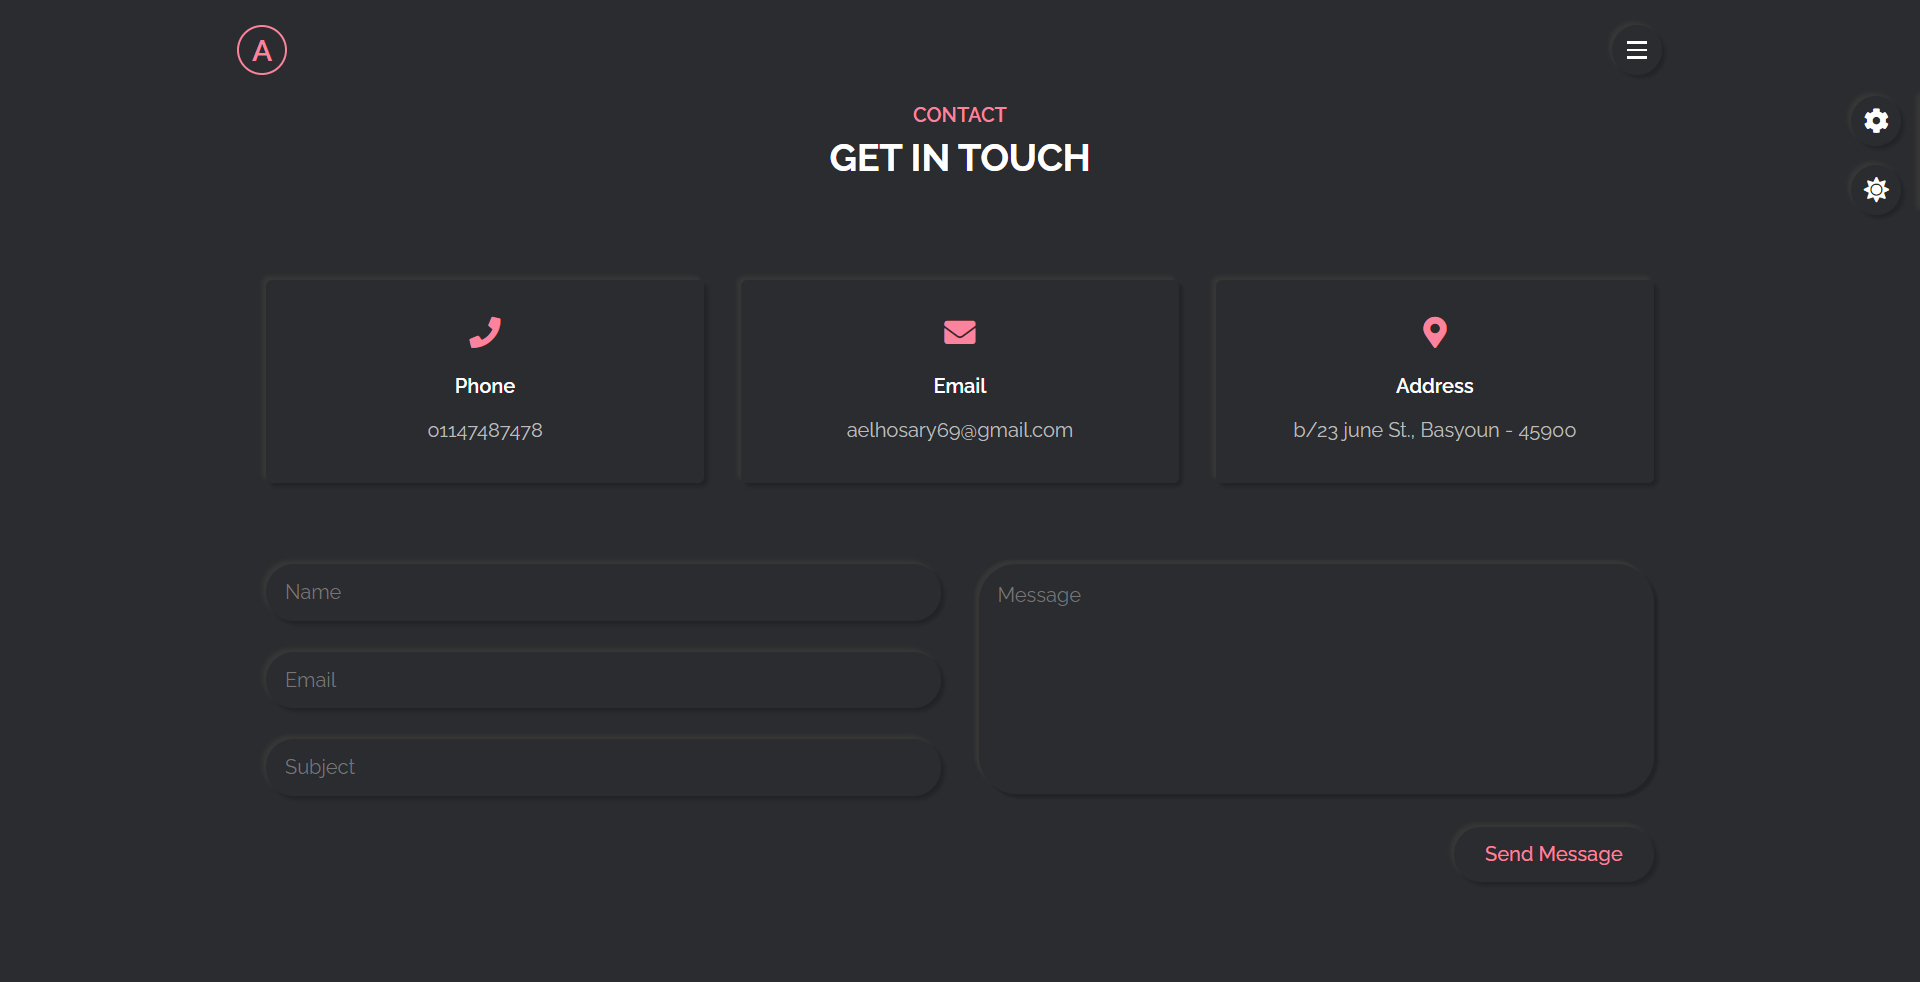 A
CONTACT
GET IN TOUCH
Phone
01147487478
Email
aelhosary69@gmail.com
Address
b/23 june St., Basyoun - 45900
Name
Email
Subject
Message
Send Message